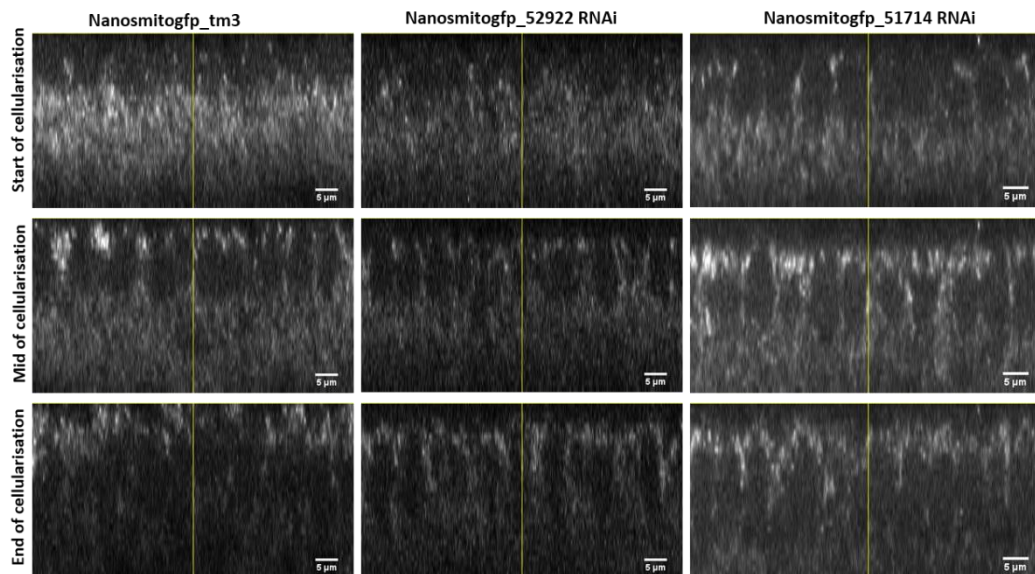 Nanosmitogfp_tm3
Nanosmitogfp_52922 RNAi
Nanosmitogfp_51714 RNAi
Start of cellularisation
5 µm
5 µm
5 µm
Mid of cellularisation
5 µm
5 µm
5 µm
End of cellularisation
5 µm
5 µm
5 µm